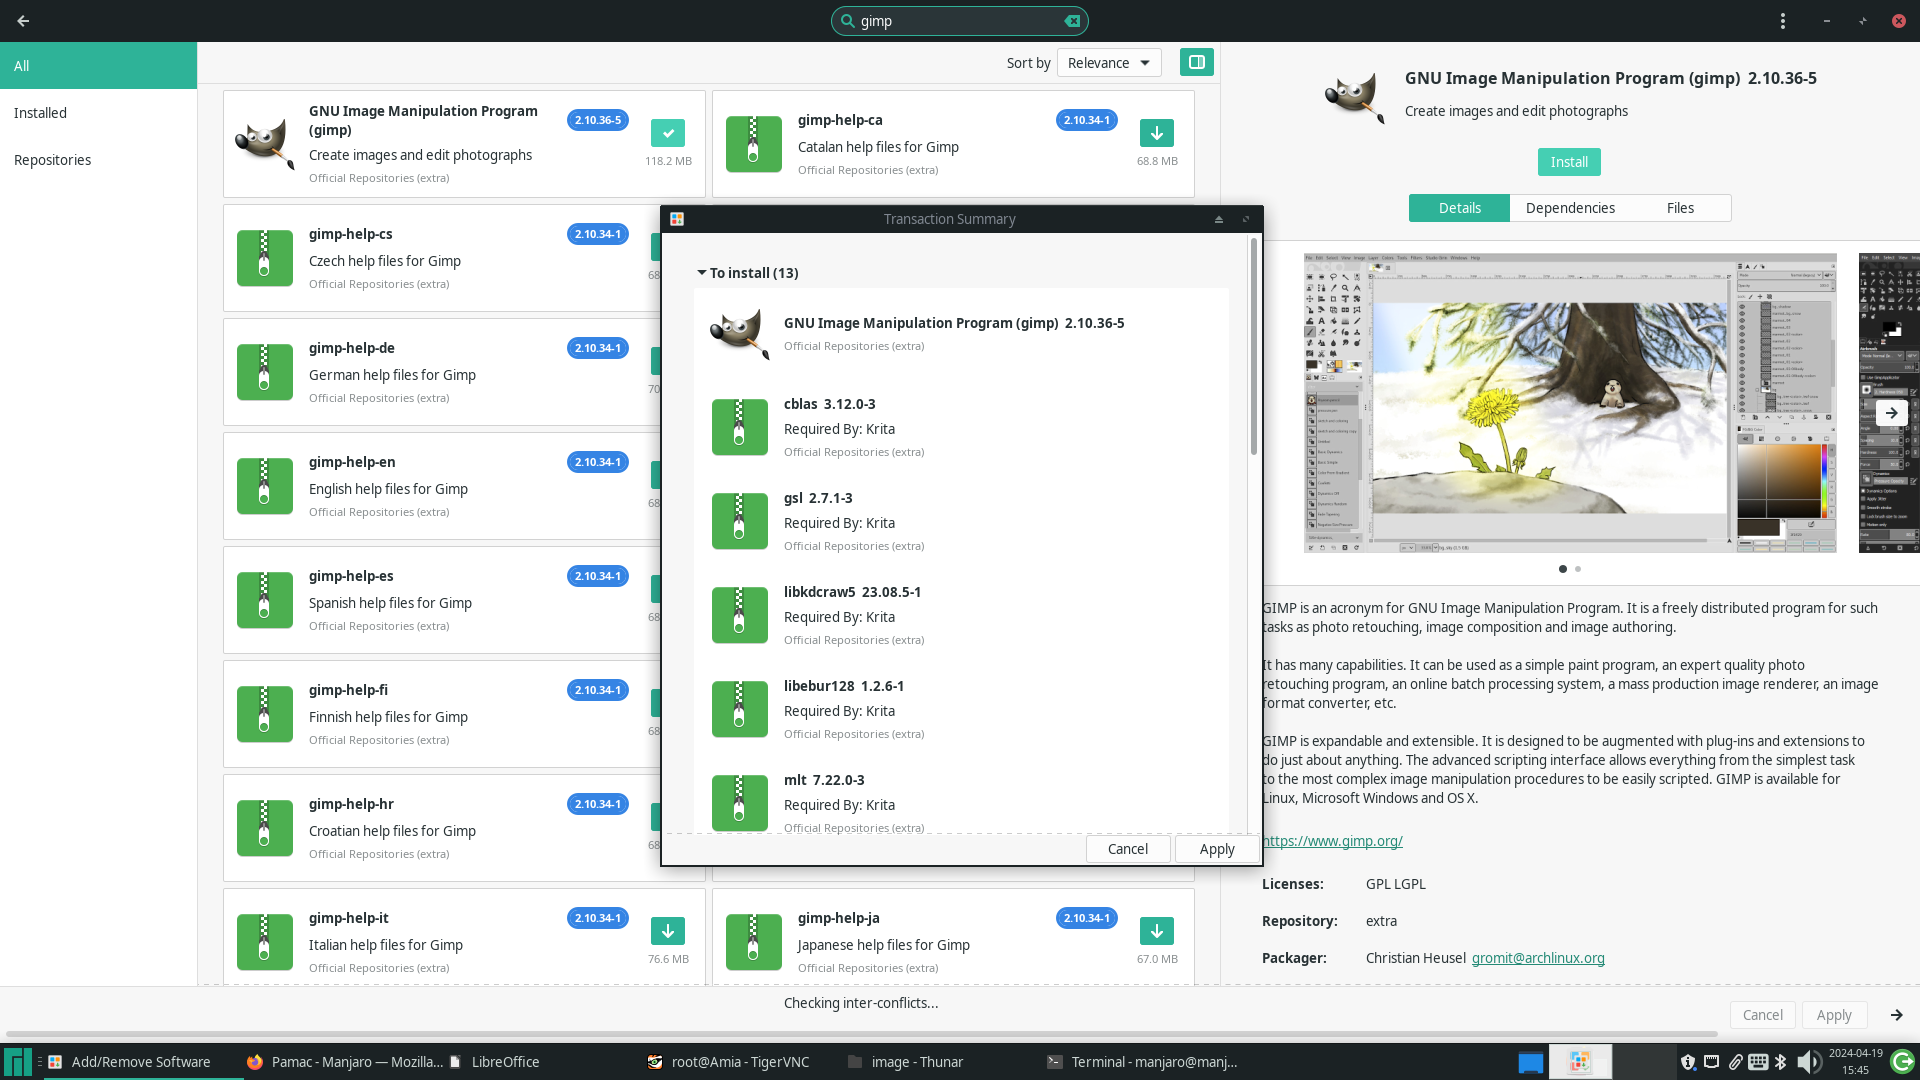 gimp
All
Installed
Repositories
Sort by
Relevance
GNU Image Manipulation Program
(gimp)
2.10.36-5
Create images and edit photographs
Official Repositories (extra)
118.2 MB
gimp-help-ca
2.10.34-1
Catalan help files for Gimp
Official Repositories (extra)
68.8 MB
gimp-help-cs
2.10.34-1
Czech help files for Gimp
Official Repositories (extra)
68
gimp-help-de
2.10.34-1
German help files for Gimp
Official Repositories (extra)
70
gimp-help-en
2.10.34-1
English help files for Gimp
Official Repositories (extra)
68
gimp-help-es
2.10.34-1
Spanish help files for Gimp
Official Repositories (extra)
68
gimp-help-fi
2.10.34-1
Finnish help files for Gimp
Official Repositories (extra)
68
gimp-help-hr
2.10.34-1
Croatian help files for Gimp
Official Repositories (extra)
68
gimp-help-it
2.10.34-1
Italian help files for Gimp
Official Repositories (extra)
76.6 MB
gimp-help-ja
2.10.34-1
Japanese help files for Gimp
Official Repositories (extra)
67.0 MB
Transaction Summary
To install (13)
GNU Image Manipulation Program (gimp) 2.10.36-5
Official Repositories (extra)
cblas 3.12.0-3
Required By: Krita
Official Repositories (extra)
gsl 2.7.1-3
Required By: Krita
Official Repositories (extra)
libkdcraw5 23.08.5-1
Required By: Krita
Official Repositories (extra)
libebur128 1.2.6-1
Required By: Krita
Official Repositories (extra)
mlt 7.22.0-3
Required By: Krita
Official Repositories (extra)
Cancel
Apply
GNU Image Manipulation Program (gimp) 2.10.36-5
Create images and edit photographs
Install
Details
Dependencies
Files
GIMP is an acronym for GNU Image Manipulation Program. It is a freely distributed program for such
tasks as photo retouching, image composition and image authoring.
It has many capabilities. It can be used as a simple paint program, an expert quality photo
retouching program, an online batch processing system, a mass production image renderer, an image
format converter, etc.
GIMP is expandable and extensible. It is designed to be augmented with plug-ins and extensions to
do just about anything. The advanced scripting interface allows everything from the simplest task
to the most complex image manipulation procedures to be easily scripted. GIMP is available for
Linux, Microsoft Windows and OS X.
https://www.gimp.org/
Licenses: GPL LGPL
Repository: extra
Packager: Christian Heusel gromit@archlinux.org
Checking inter-conflicts...
Cancel
Apply
Add/Remove Software
Pamac - Manjaro — Mozilla...
LibreOffice
root@Amia - TigerVNC
image - Thunar
Terminal - manjaro@manj...
2024-04-19
15:45